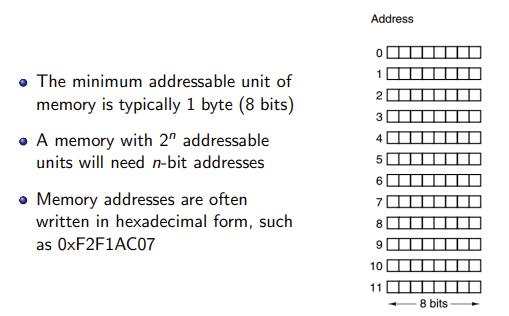 The minimum addressable unit of
memory is typically 1 byte (8 bits)
A memory with 2ⁿ addressable
units will need n-bit addresses
Memory addresses are often
written in hexadecimal form, such
as 0xF2F1AC07
Address
0
1
2
3
4
5
6
7
8
9
10
11
8 bits